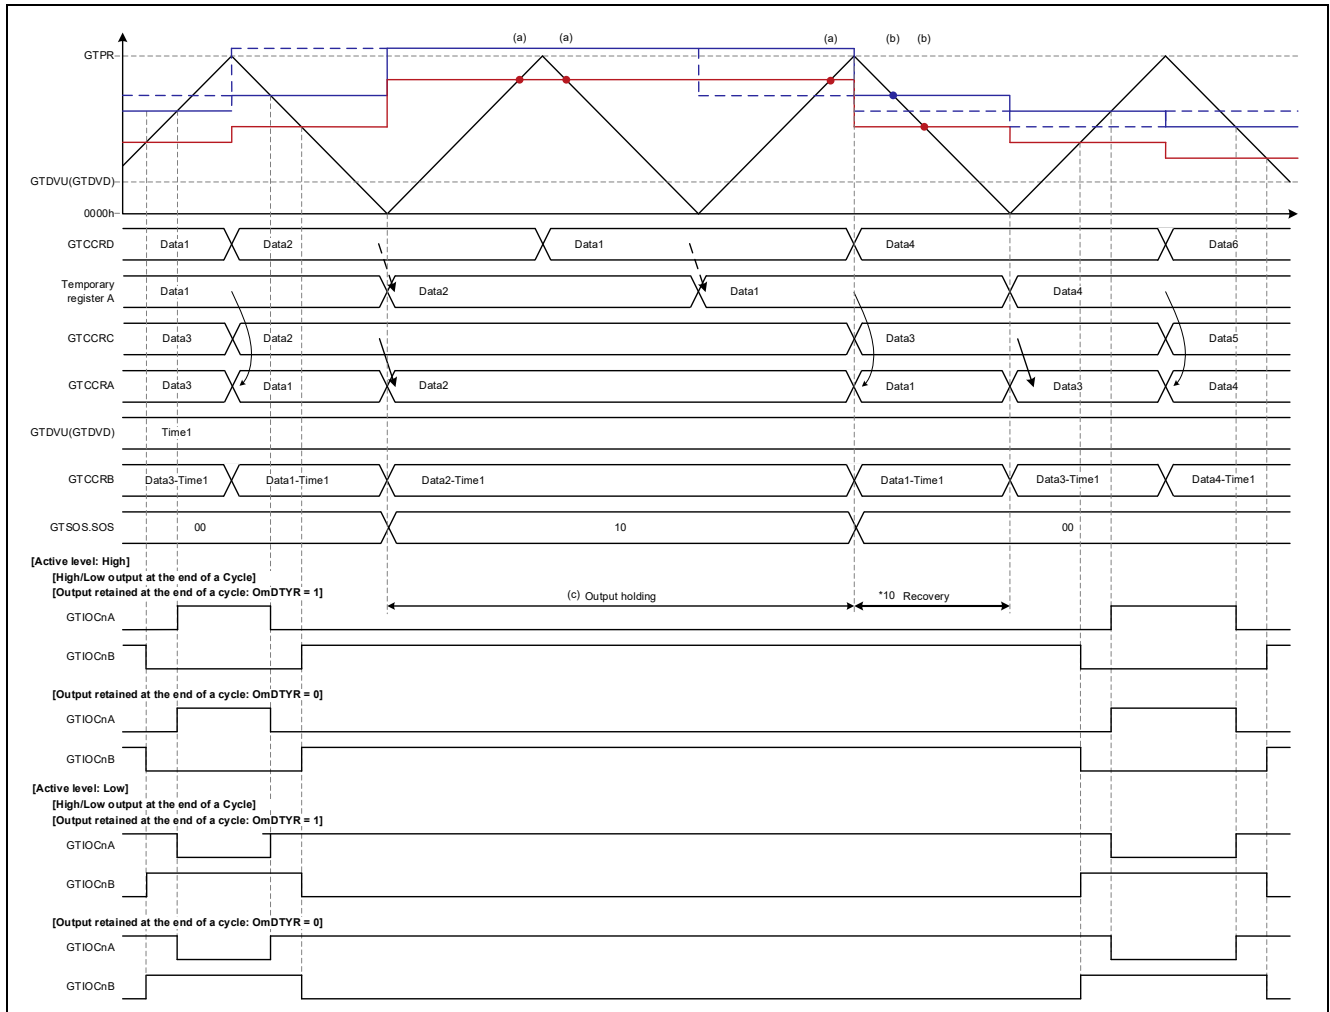 (a) (a) (a) (b) (b)
GTPR
GTDVU(GTDVD)
0000h
GTCCRD Data1 Data2 Data1 Data4 Data6
Temporary
register A
Data1 Data2 Data1 Data4
GTCCRC Data3 Data2 Data3 Data5
GTCCRA Data3 Data1 Data2 Data1 Data3 Data4
GTDVU(GTDVD) Time1
GTCCRB Data3-Time1 Data1-Time1 Data2-Time1 Data1-Time1 Data3-Time1 Data4-Time1
GTSOS.SOS 00 10 00
[Active level: High]
[High/Low output at the end of a Cycle]
[Output retained at the end of a cycle: OmDTYR = 1]
(c) Output holding *10 Recovery
GTIOCnA
GTIOCnB
[Output retained at the end of a cycle: OmDTYR = 0]
GTIOCnA
GTIOCnB
[Active level: Low]
[High/Low output at the end of a Cycle]
[Output retained at the end of a cycle: OmDTYR = 1]
GTIOCnA
GTIOCnB
[Output retained at the end of a cycle: OmDTYR = 0]
GTIOCnA
GTIOCnB